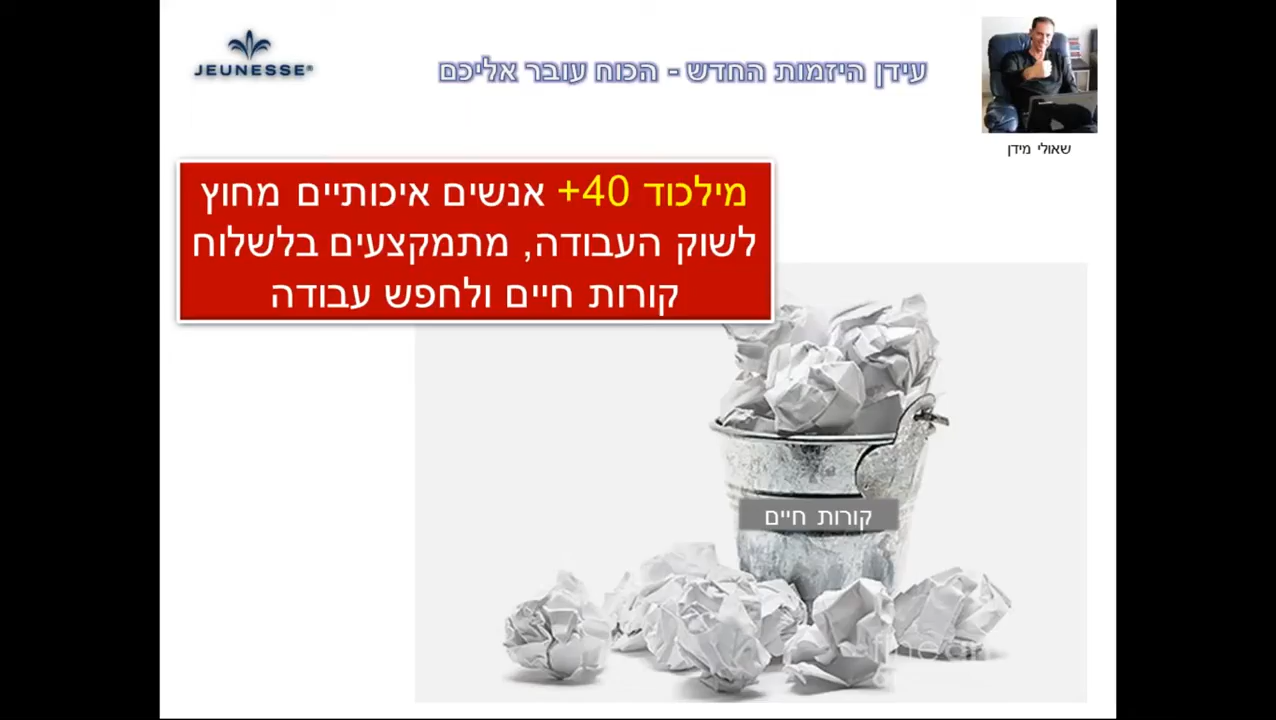 JEUNESSE®
עידן היזמות החדש - הכוח עובר אליכם
שאולי מידן
מילכוד 40+ אנשים איכותיים מחוץ
לשוק העבודה, מתמקצעים בלשלוח
קורות חיים ולחפש עבודה
קורות חיים